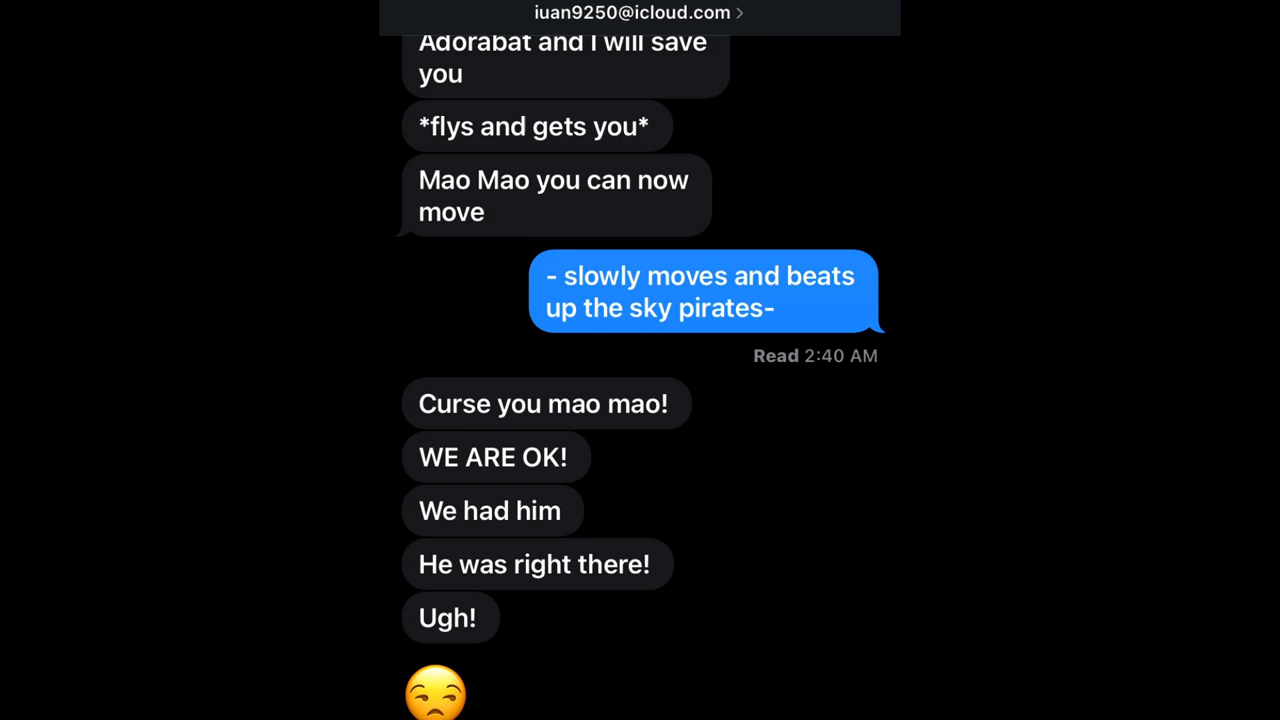 iuan9250@icloud.com >
Adorabat and I will save
you
*flys and gets you*
Mao Mao you can now
move
- slowly moves and beats
up the sky pirates-
Read 2:40 AM
Curse you mao mao!
WE ARE OK!
We had him
He was right there!
Ugh!